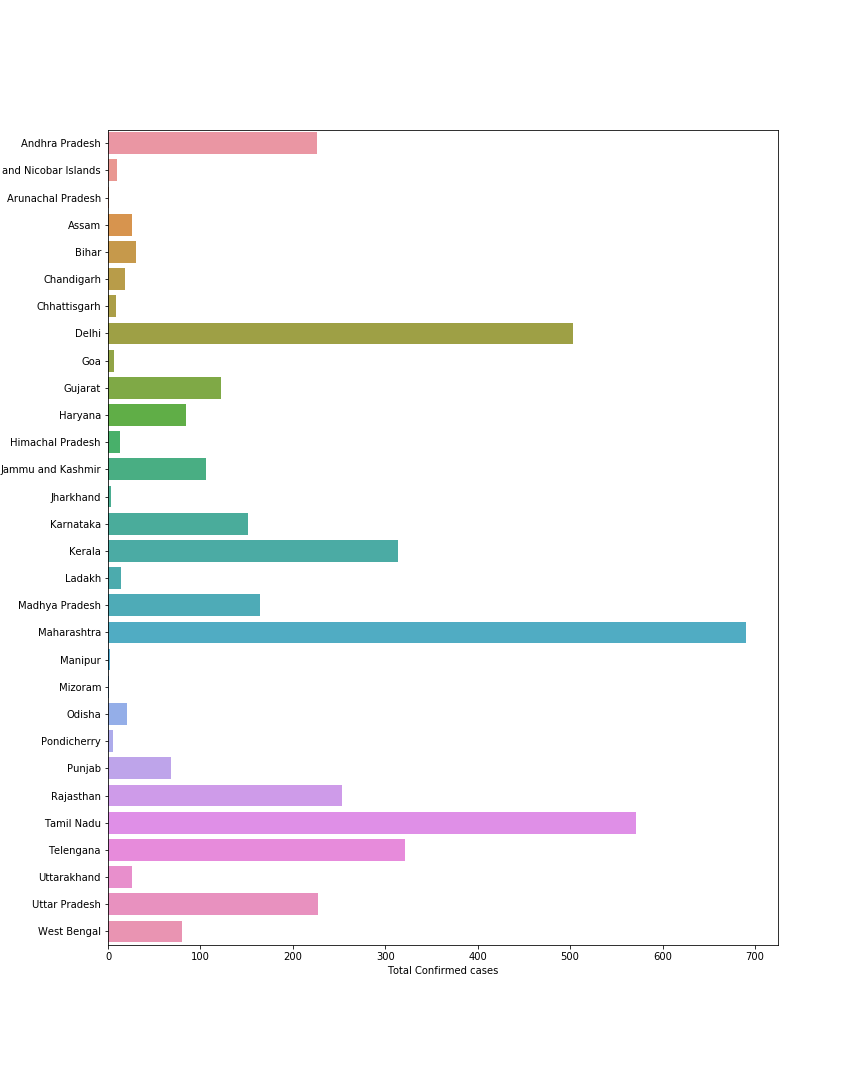 Andhra Pradesh
and Nicobar Islands
Arunachal Pradesh
Assam
Bihar
Chandigarh
Chhattisgarh
Delhi
Goa
Gujarat
Haryana
Himachal Pradesh
Jammu and Kashmir
Jharkhand
Karnataka
Kerala
Ladakh
Madhya Pradesh
Maharashtra
Manipur
Mizoram
Odisha
Pondicherry
Punjab
Rajasthan
Tamil Nadu
Telengana
Uttarakhand
Uttar Pradesh
West Bengal
0 100 200 300 400 500 600 700
Total Confirmed cases